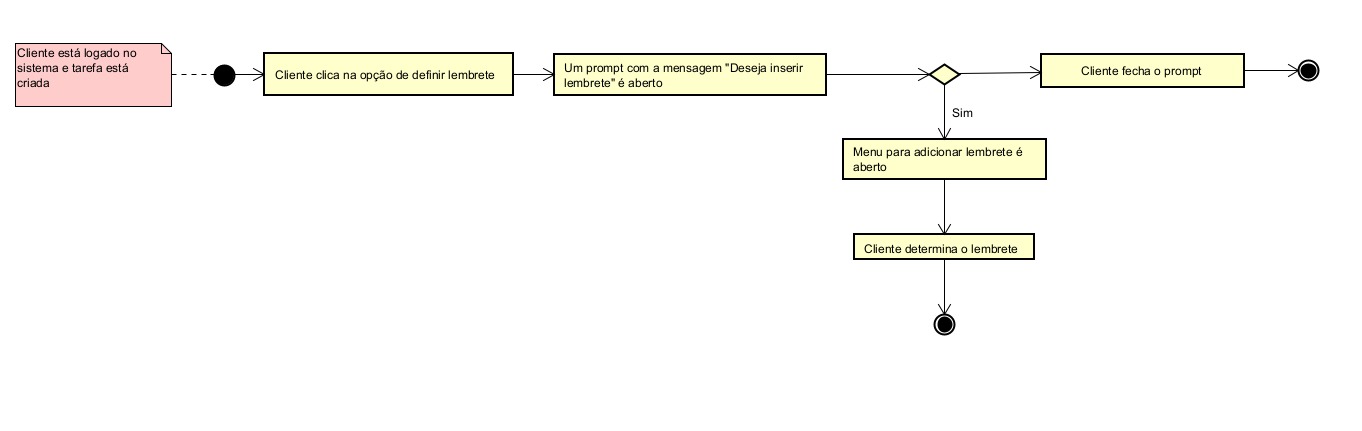 Cliente está logado no
sistema e tarefa está
criada
Cliente clica na opção de definir lembrete
Um prompt com a mensagem "Deseja inserir
lembrete" é aberto
Cliente fecha o prompt
Sim
Menu para adicionar lembrete é
aberto
Cliente determina o lembrete